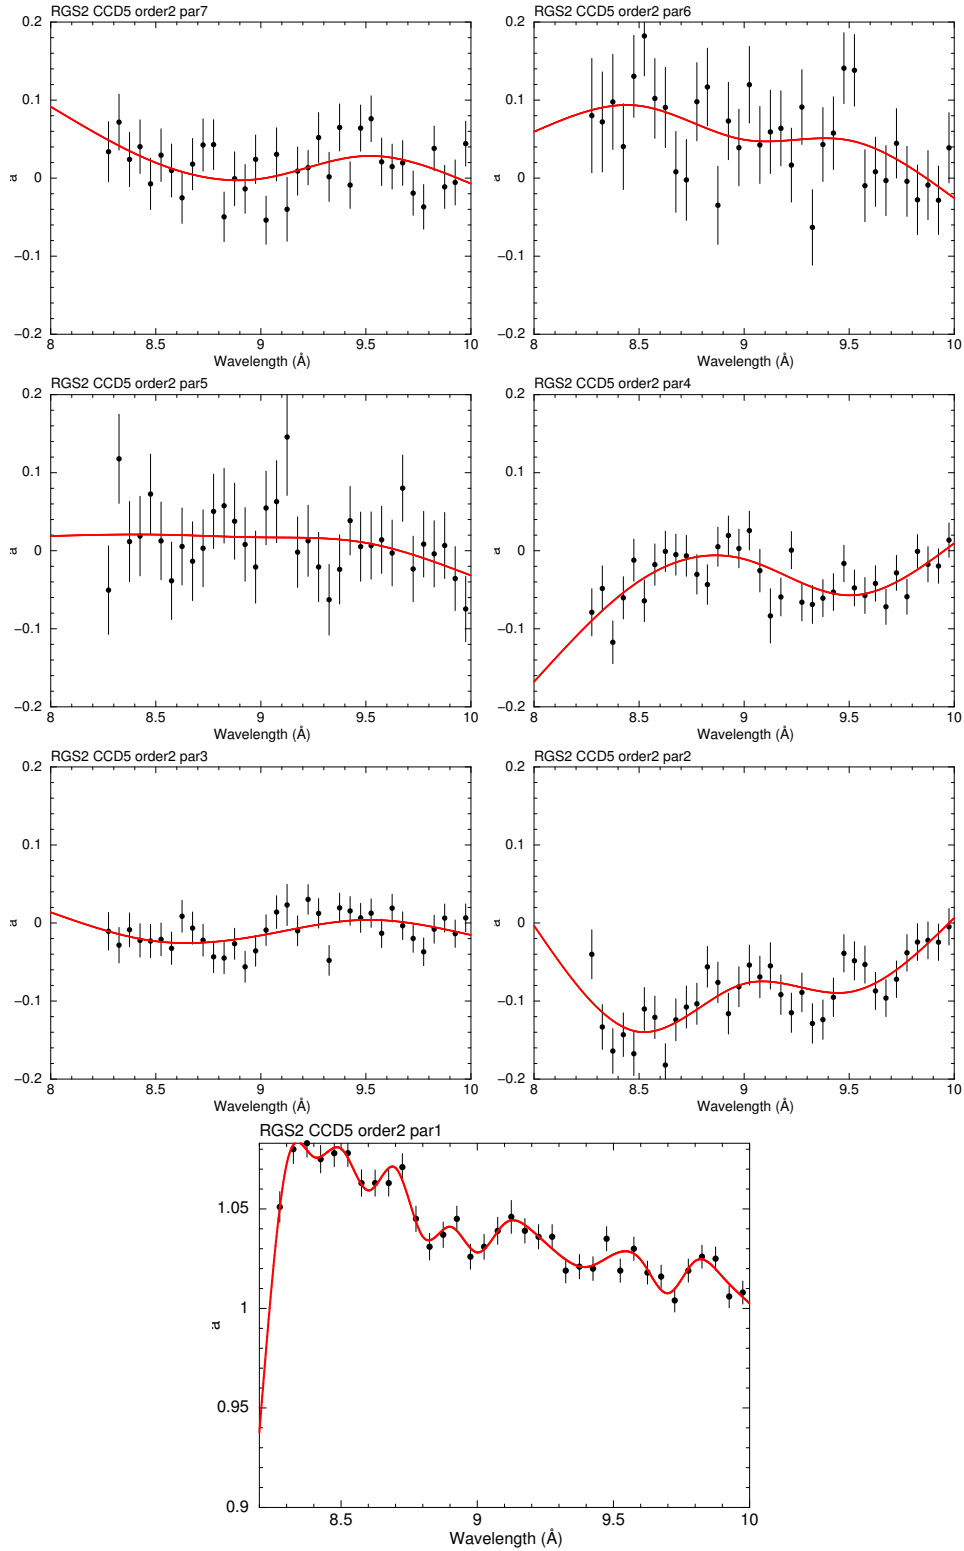 RGS2 CCD5 order2 par7
0.2
0.1
0
−0.1
−0.2
a
8 8.5 9 9.5 10
Wavelength (Å)
RGS2 CCD5 order2 par6
0.2
0.1
0
−0.1
−0.2
a
8 8.5 9 9.5 10
Wavelength (Å)
RGS2 CCD5 order2 par5
0.2
0.1
0
−0.1
−0.2
a
8 8.5 9 9.5 10
Wavelength (Å)
RGS2 CCD5 order2 par4
0.2
0.1
0
−0.1
−0.2
a
8 8.5 9 9.5 10
Wavelength (Å)
RGS2 CCD5 order2 par3
0.2
0.1
0
−0.1
−0.2
a
8 8.5 9 9.5 10
Wavelength (Å)
RGS2 CCD5 order2 par2
0.2
0.1
0
−0.1
−0.2
a
8 8.5 9 9.5 10
Wavelength (Å)
RGS2 CCD5 order2 par1
1.05
1
0.95
0.9
a
8.5 9 9.5 10
Wavelength (Å)